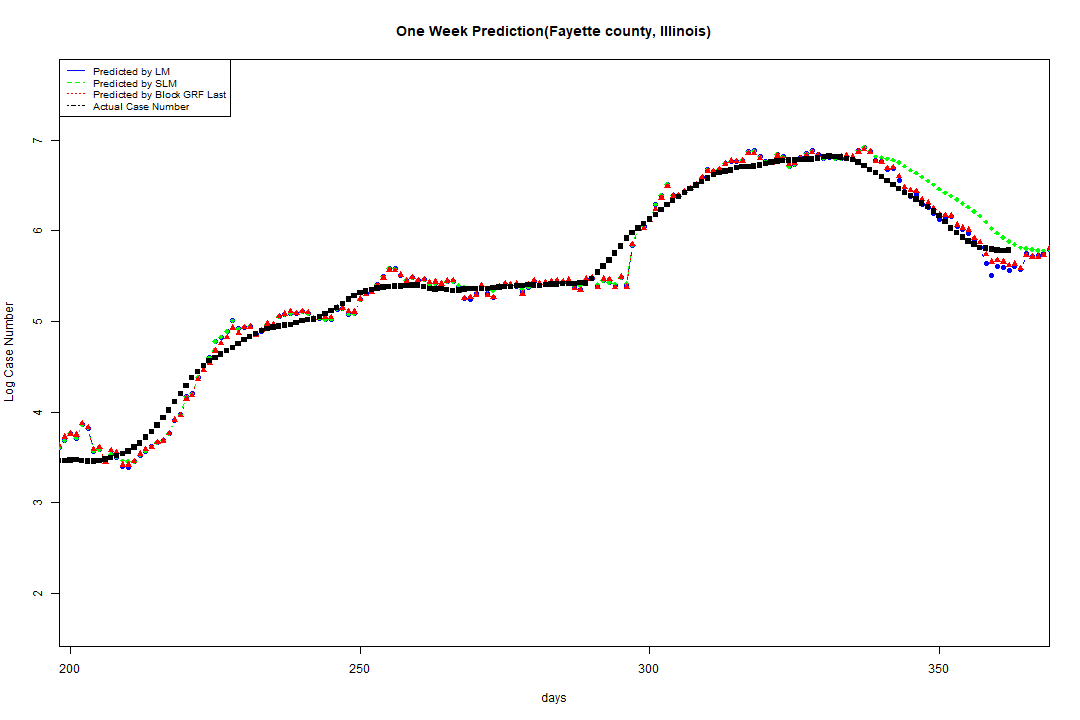 One Week Prediction(Fayette county, Illinois)
Predicted by LM
Predicted by SLM
Predicted by Block GRF Last
Actual Case Number
7
6
5
4
3
2
Log Case Number
200
250
300
350
days